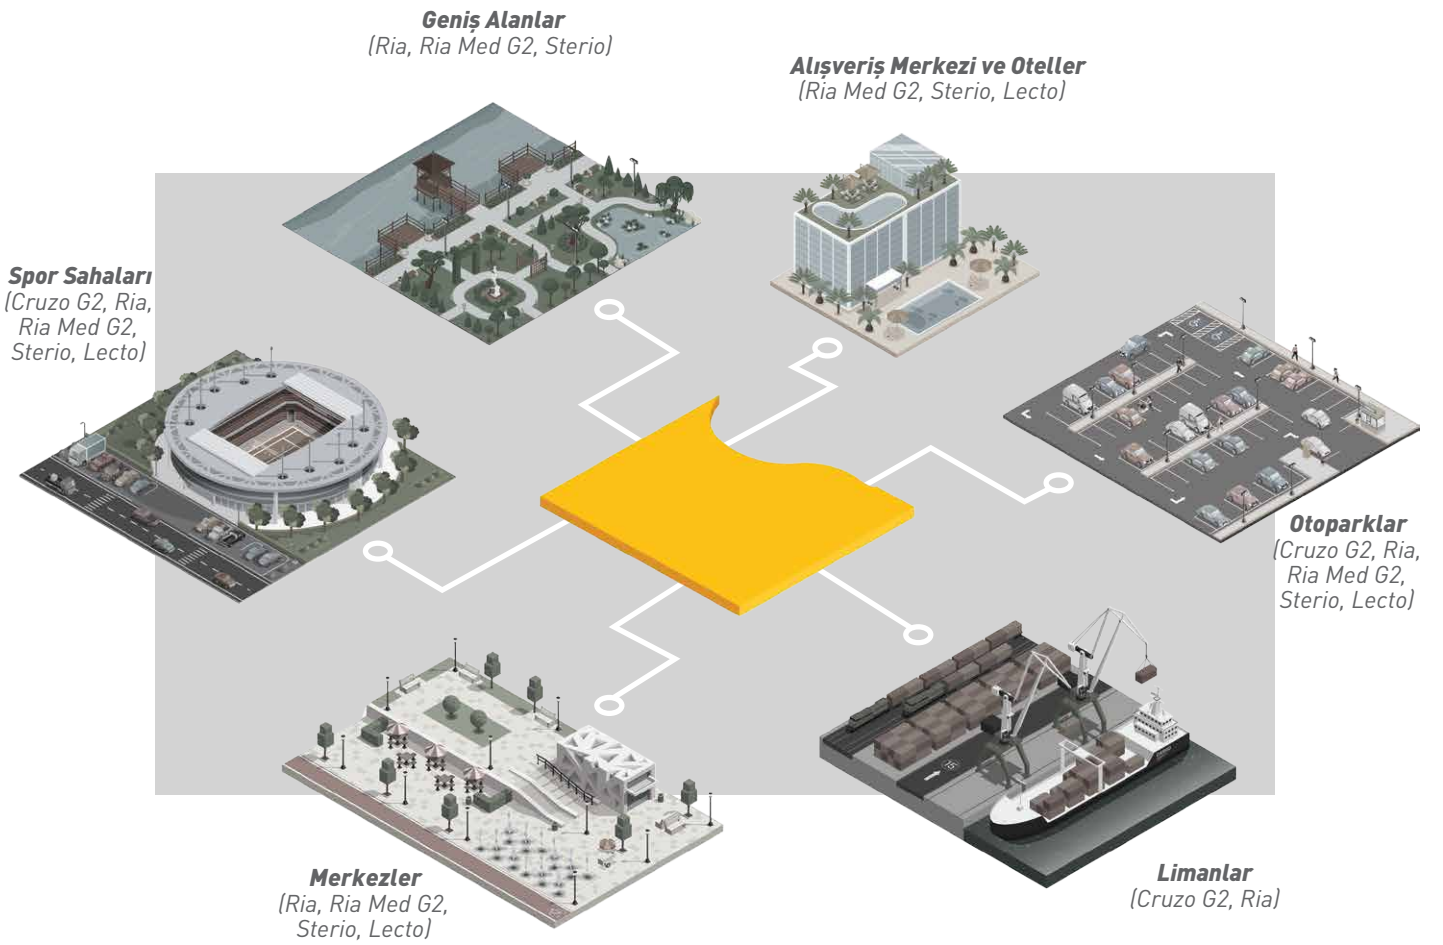 Geniş Alanlar
(Ria, Ria Med G2, Sterio)
Alışveriş Merkezi ve Oteller
(Ria Med G2, Sterio, Lecto)
Spor Sahaları
(Cruzo G2, Ria,
Ria Med G2,
Sterio, Lecto)
Otoparklar
(Cruzo G2, Ria,
Ria Med G2,
Sterio, Lecto)
Merkezler
(Ria, Ria Med G2,
Sterio, Lecto)
Limanlar
(Cruzo G2, Ria)